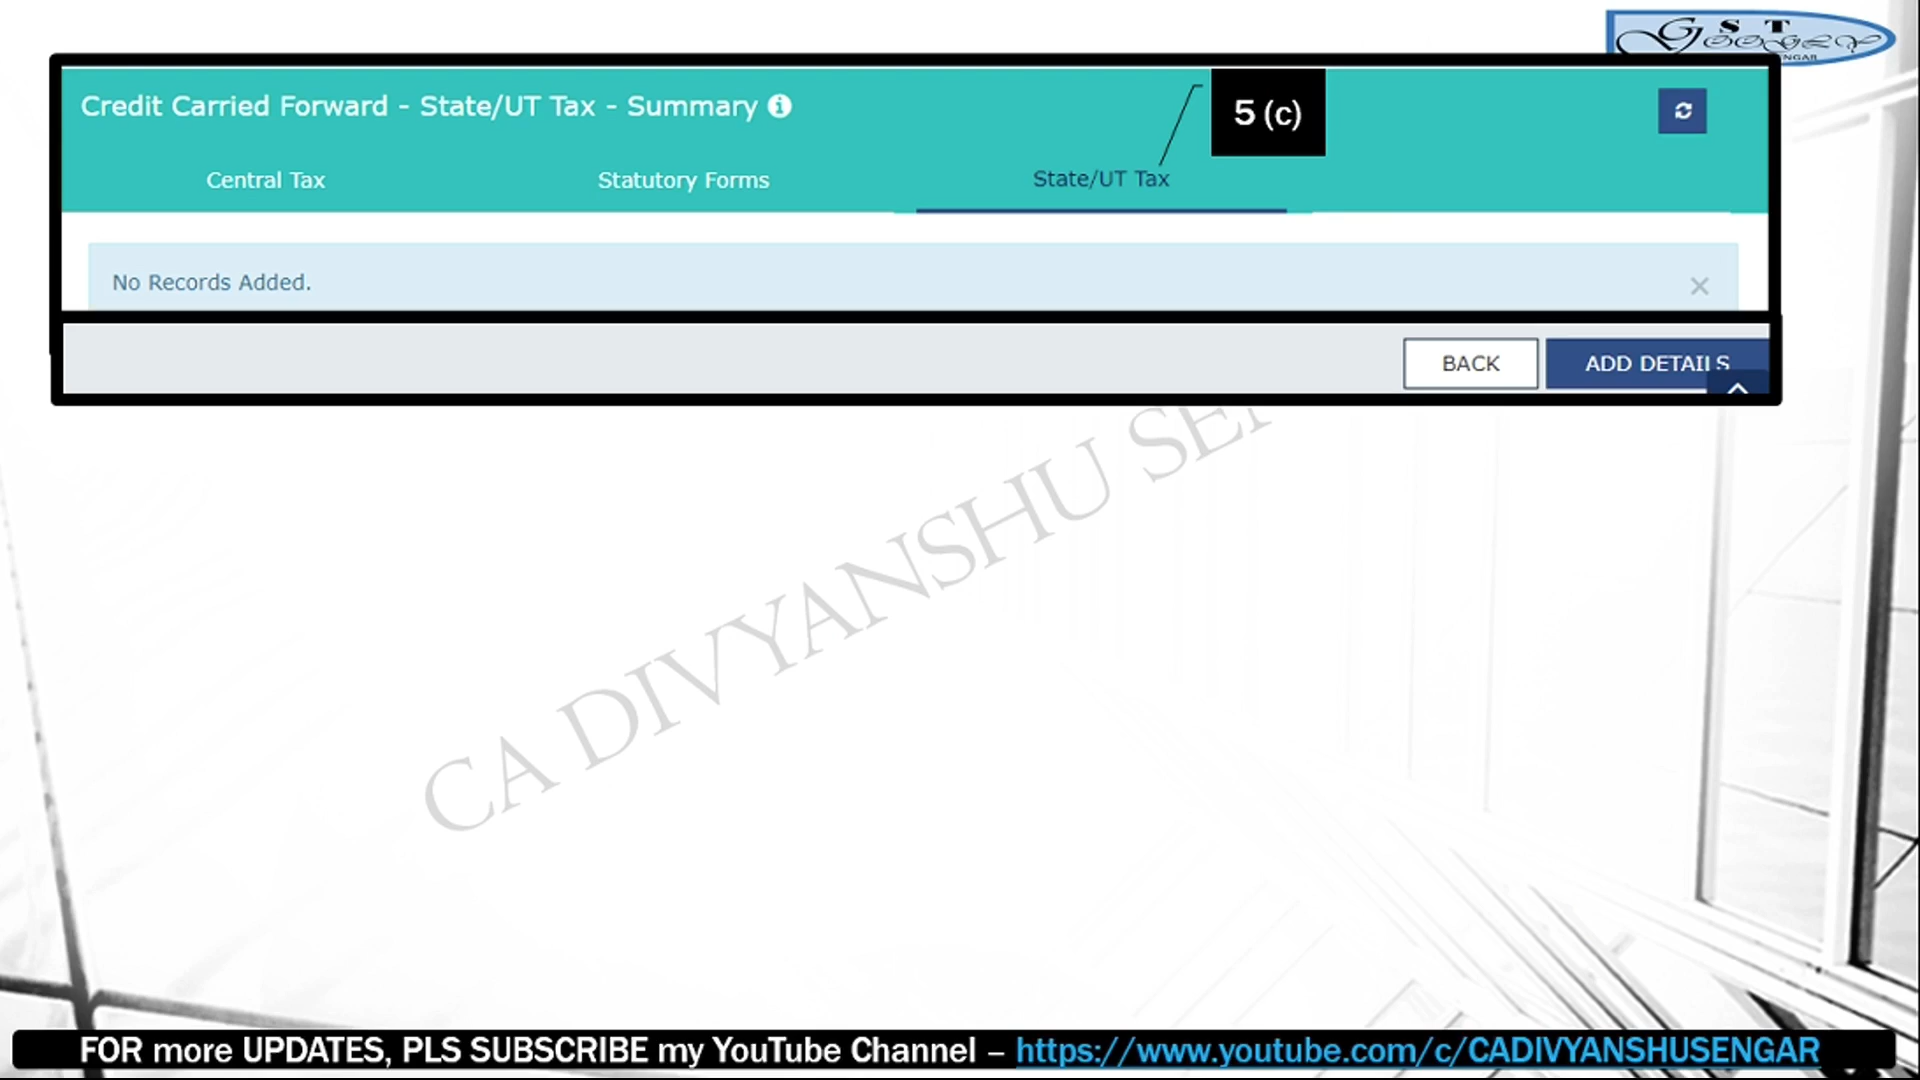 G S T
GOOGLY
Credit Carried Forward - State/UT Tax - Summary
5 (c)
Central Tax
Statutory Forms
State/UT Tax
No Records Added.
BACK
ADD DETAILS
CA DIVYANSHU
FOR more UPDATES, PLS SUBSCRIBE my YouTube Channel – https://www.youtube.com/c/CADIVYANSHUSENGAR